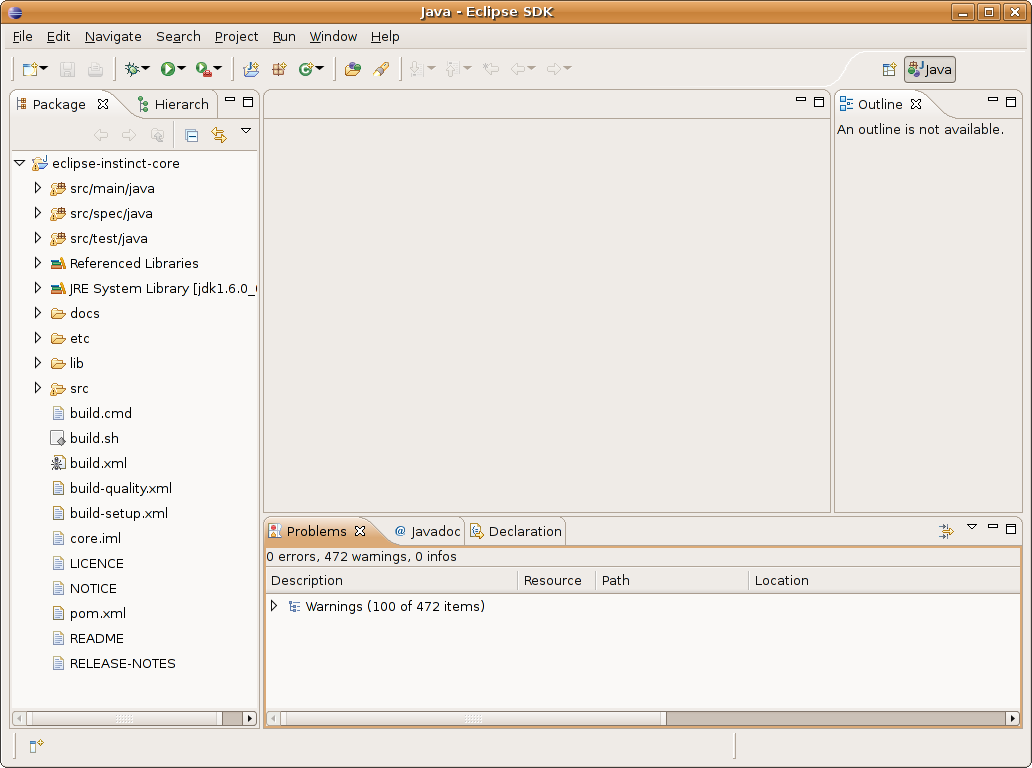 Java - Eclipse SDK
File Edit Navigate Search Project Run Window Help
Java
Package Hierarch
Outline
An outline is not available.
eclipse-instinct-core
src/main/java
src/spec/java
src/test/java
Referenced Libraries
JRE System Library [jdk1.6.0_
docs
etc
lib
src
build.cmd
build.sh
build.xml
build-quality.xml
build-setup.xml
core.iml
LICENCE
NOTICE
pom.xml
README
RELEASE-NOTES
Problems @ Javadoc Declaration
0 errors, 472 warnings, 0 infos
Description Resource Path Location
Warnings (100 of 472 items)